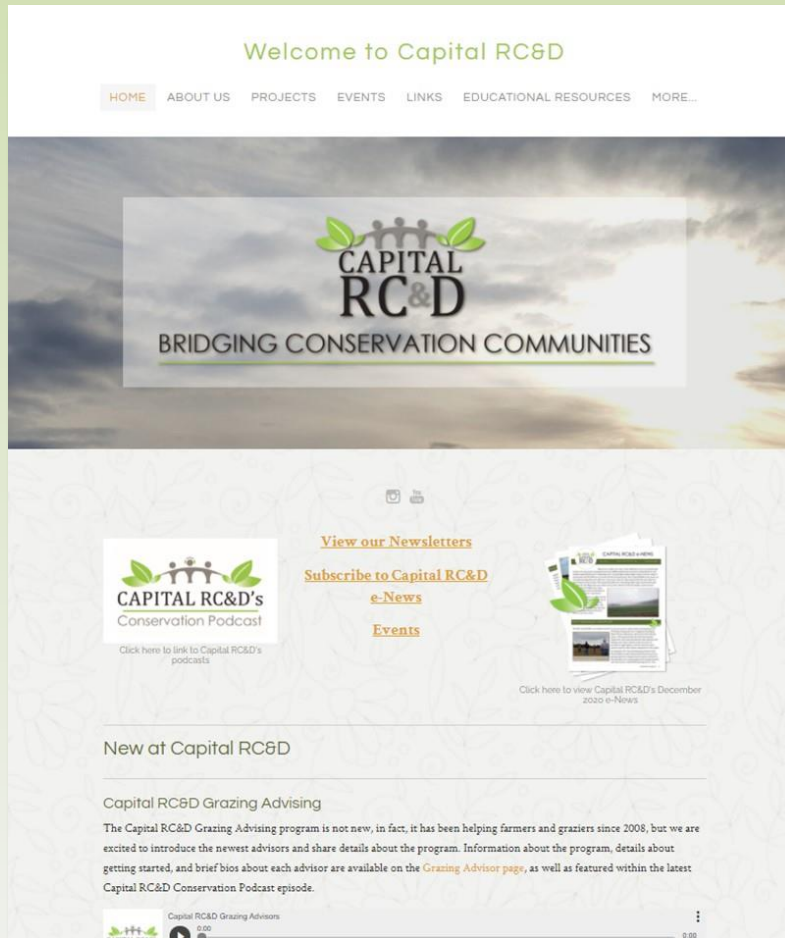 Welcome to Capital RC&D
HOME ABOUT US PROJECTS EVENTS LINKS EDUCATIONAL RESOURCES MORE...
CAPITAL
RC&D
BRIDGING CONSERVATION COMMUNITIES
You
CAPITAL RC&D's
Conservation Podcast
Click here to link to Capital RC&D's
podcasts
View our Newsletters
Subscribe to Capital RC&D
e-News
Events
CAPITAL RC&D e-NEWS
Click here to view Capital RC&D's December
2020 e-News
New at Capital RC&D
Capital RC&D Grazing Advising
The Capital RC&D Grazing Advising program is not new, in fact, it has been helping farmers and graziers since 2008, but we are
excited to introduce the newest advisors and share details about the program. Information about the program, details about
getting started, and brief bios about each advisor are available on the Grazing Advisor page, as well as featured within the latest
Capital RC&D Conservation Podcast episode.
Capital RC&D Grazing Advisors
0:00 0:00